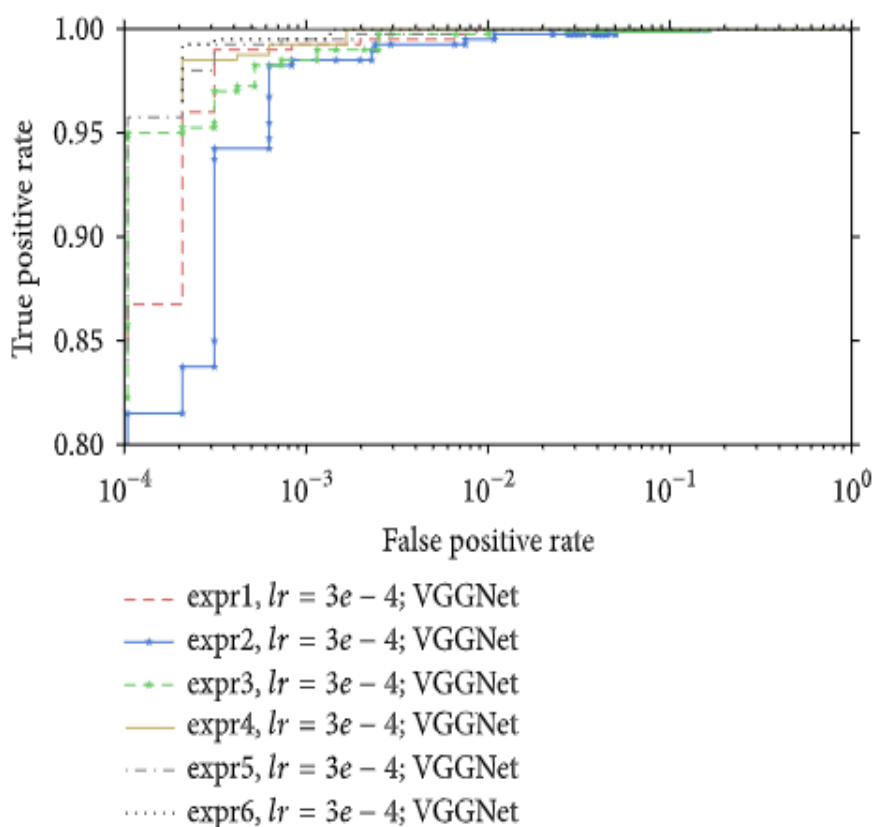 1.00
0.95
0.90
0.85
0.80
True positive rate
10⁻⁴ 10⁻³ 10⁻² 10⁻¹ 10⁰
False positive rate
expr1, lr = 3e − 4; VGGNet
expr2, lr = 3e − 4; VGGNet
expr3, lr = 3e − 4; VGGNet
expr4, lr = 3e − 4; VGGNet
expr5, lr = 3e − 4; VGGNet
expr6, lr = 3e − 4; VGGNet